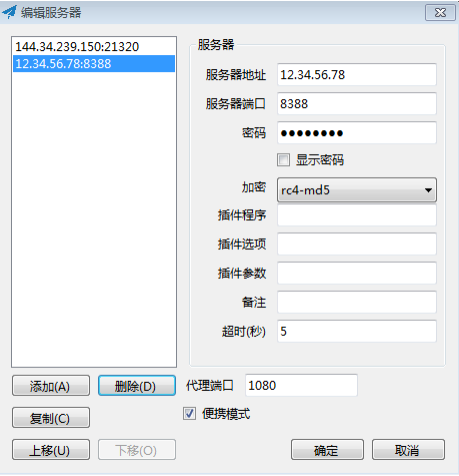 编辑服务器
144.34.239.150:21320
12.34.56.78:8388
服务器
服务器地址 12.34.56.78
服务器端口 8388
密码 ●●●●●●●●
显示密码
加密 rc4-md5
插件程序
插件选项
插件参数
备注
超时(秒) 5
添加(A) 删除(D) 代理端口 1080
复制(C) 便携模式
上移(U) 下移(O) 确定 取消